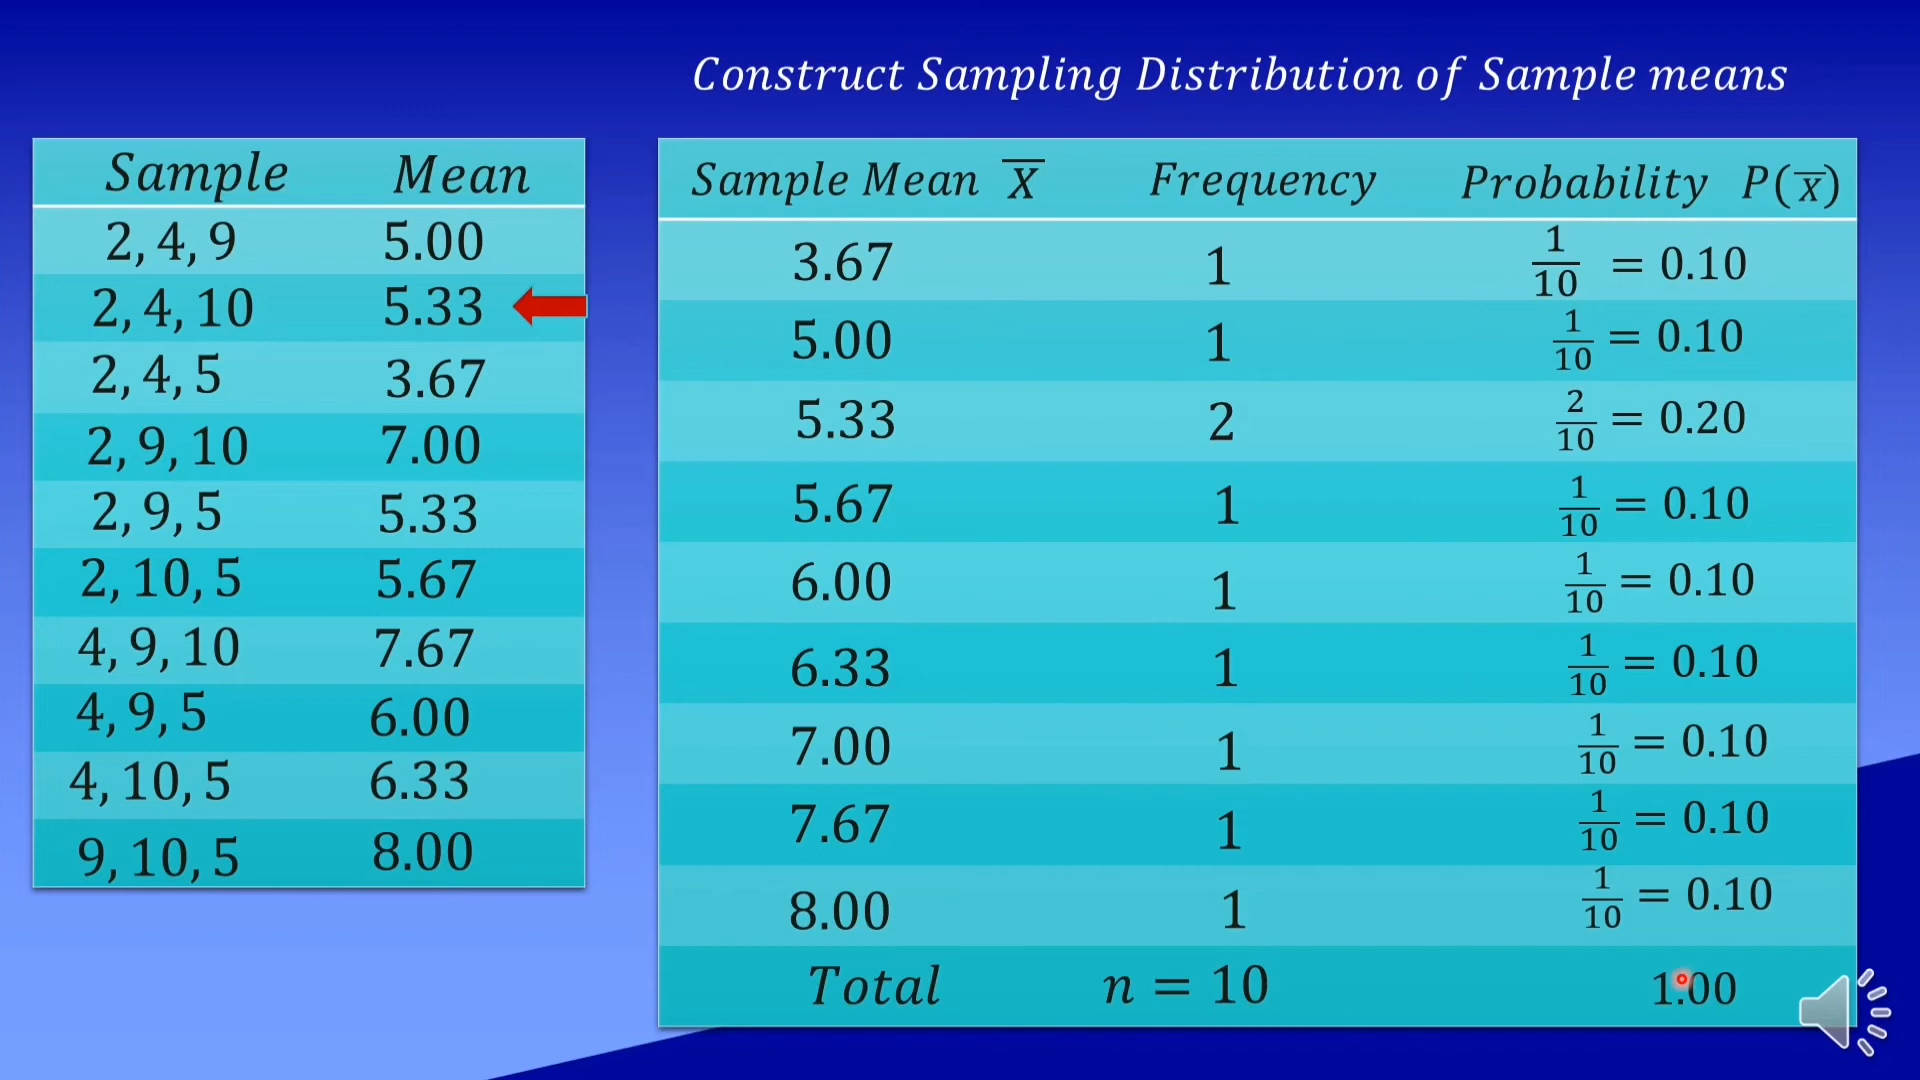 Construct Sampling Distribution of Sample means
Sample Mean
2, 4, 9 5.00
2, 4, 10 5.33
2, 4, 5 3.67
2, 9, 10 7.00
2, 9, 5 5.33
2, 10, 5 5.67
4, 9, 10 7.67
4, 9, 5 6.00
4, 10, 5 6.33
9, 10, 5 8.00
Sample Mean X̅ Frequency Probability P(x̅)
3.67 1 1/10 = 0.10
5.00 1 1/10 = 0.10
5.33 2 2/10 = 0.20
5.67 1 1/10 = 0.10
6.00 1 1/10 = 0.10
6.33 1 1/10 = 0.10
7.00 1 1/10 = 0.10
7.67 1 1/10 = 0.10
8.00 1 1/10 = 0.10
Total n = 10 1.00